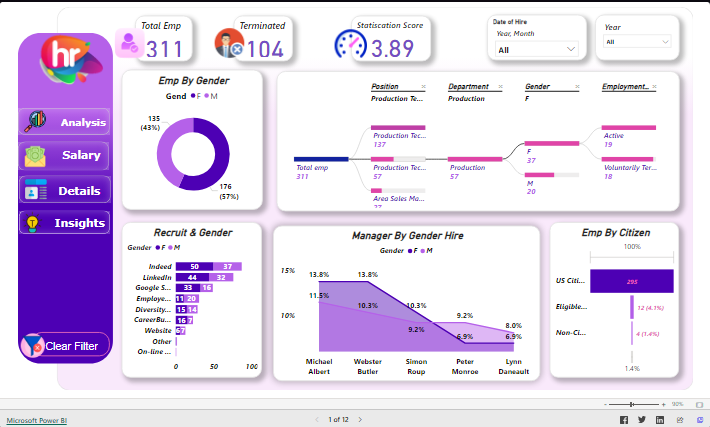 hr
Total Emp
311
Terminated
104
Statiscation Score
3.89
Date of Hire
Year, Month
All
Year
All
Analysis
Salary
Details
Insights
Clear Filter
Emp By Gender
Gend F M
135
(43%)
176
(57%)
Position
Production Te...
Department
Production
Gender
F
Employment...
Total emp
311
Production Tec...
137
Production Tec...
57
Area Sales Ma...
27
Production
57
F
37
M
20
Active
19
Voluntarily Ter...
18
Recruit & Gender
Gender F M
Indeed 50 37
LinkedIn 44 32
Google S... 33 16
Employe... 11 20
Diversity... 15 14
CareerBu... 16 7
Website 6 7
Other
On-line ...
0 50 100
Manager By Gender Hire
Gender F M
15%
10%
13.8% 13.8%
11.5% 10.3% 10.3%
9.2% 9.2%
6.9% 8.0%
6.9%
Michael Albert
Webster Butler
Simon Roup
Peter Monroe
Lynn Daneault
Emp By Citizen
100%
US Citi... 295
Eligible... 12 (4.1%)
Non-Ci... 4 (1.4%)
1.4%
- + 90%
Microsoft Power BI
1 of 12